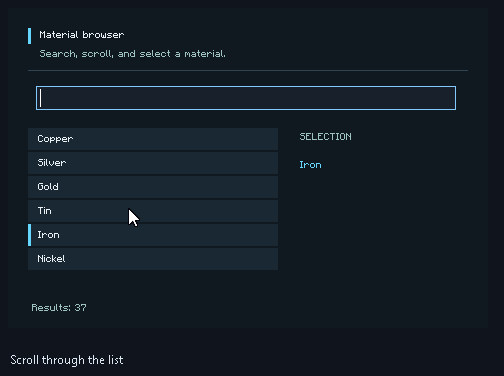 Material browser
Search, scroll, and select a material.
Copper
Silver
Gold
Tin
Iron
Nickel
SELECTION
Iron
Results: 37
Scroll through the list